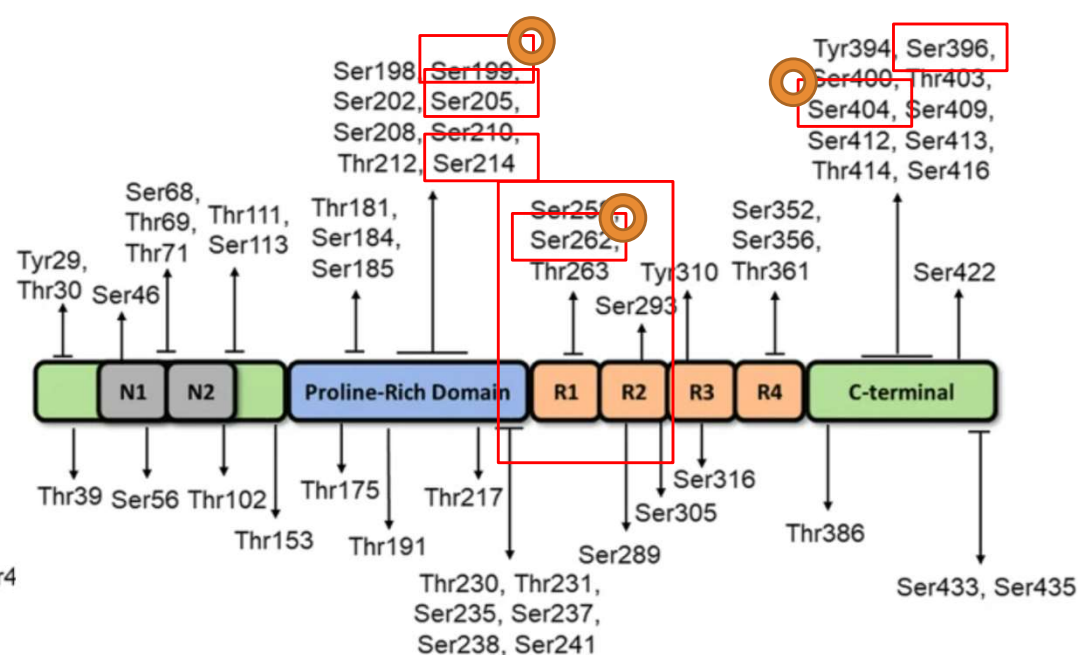 Ser198, Ser199,
Ser202, Ser205,
Ser208, Ser210,
Thr212, Ser214
Tyr394, Ser396,
Ser400, Thr403,
Ser404, Ser409,
Ser412, Ser413,
Thr414, Ser416
Ser68,
Thr69,
Thr71
Thr111,
Ser113
Thr181,
Ser184,
Ser185
Ser262,
Thr263
Ser352,
Ser356,
Thr361
Tyr29,
Thr30
Ser46
Tyr310
Ser293
Ser422
N1
N2
Proline-Rich Domain
R1
R2
R3
R4
C-terminal
Thr39
Ser56
Thr102
Thr153
Thr175
Thr191
Thr217
Ser316
Ser305
Ser289
Thr386
Thr230, Thr231,
Ser235, Ser237,
Ser238, Ser241
Ser433, Ser435